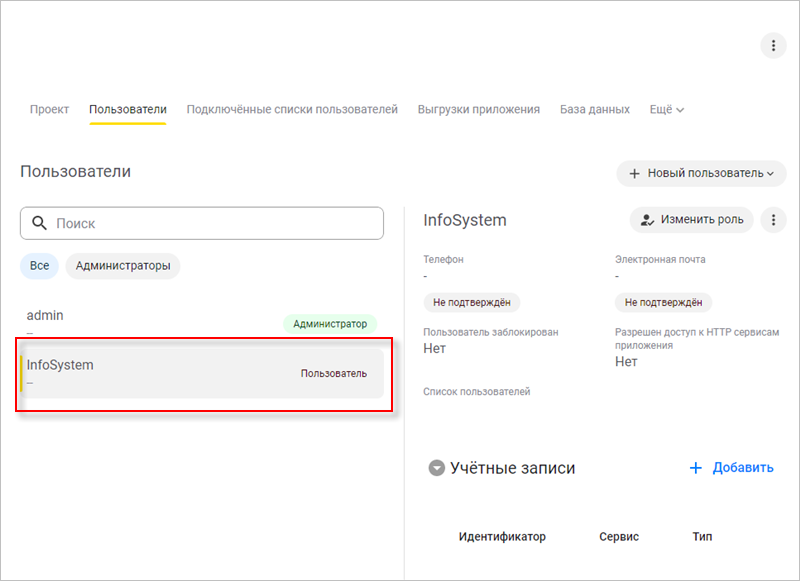 Проект Пользователи Подключённые списки пользователей Выгрузки приложения База данных Ещё
Пользователи
+ Новый пользователь
Поиск
Все Администраторы
admin
–
Администратор
InfoSystem
–
Пользователь
InfoSystem
Изменить роль
Телефон
-
Не подтверждён
Электронная почта
-
Не подтверждён
Пользователь заблокирован
Нет
Разрешен доступ к HTTP сервисам
приложения
Нет
Список пользователей
Учётные записи
+ Добавить
Идентификатор Сервис Тип